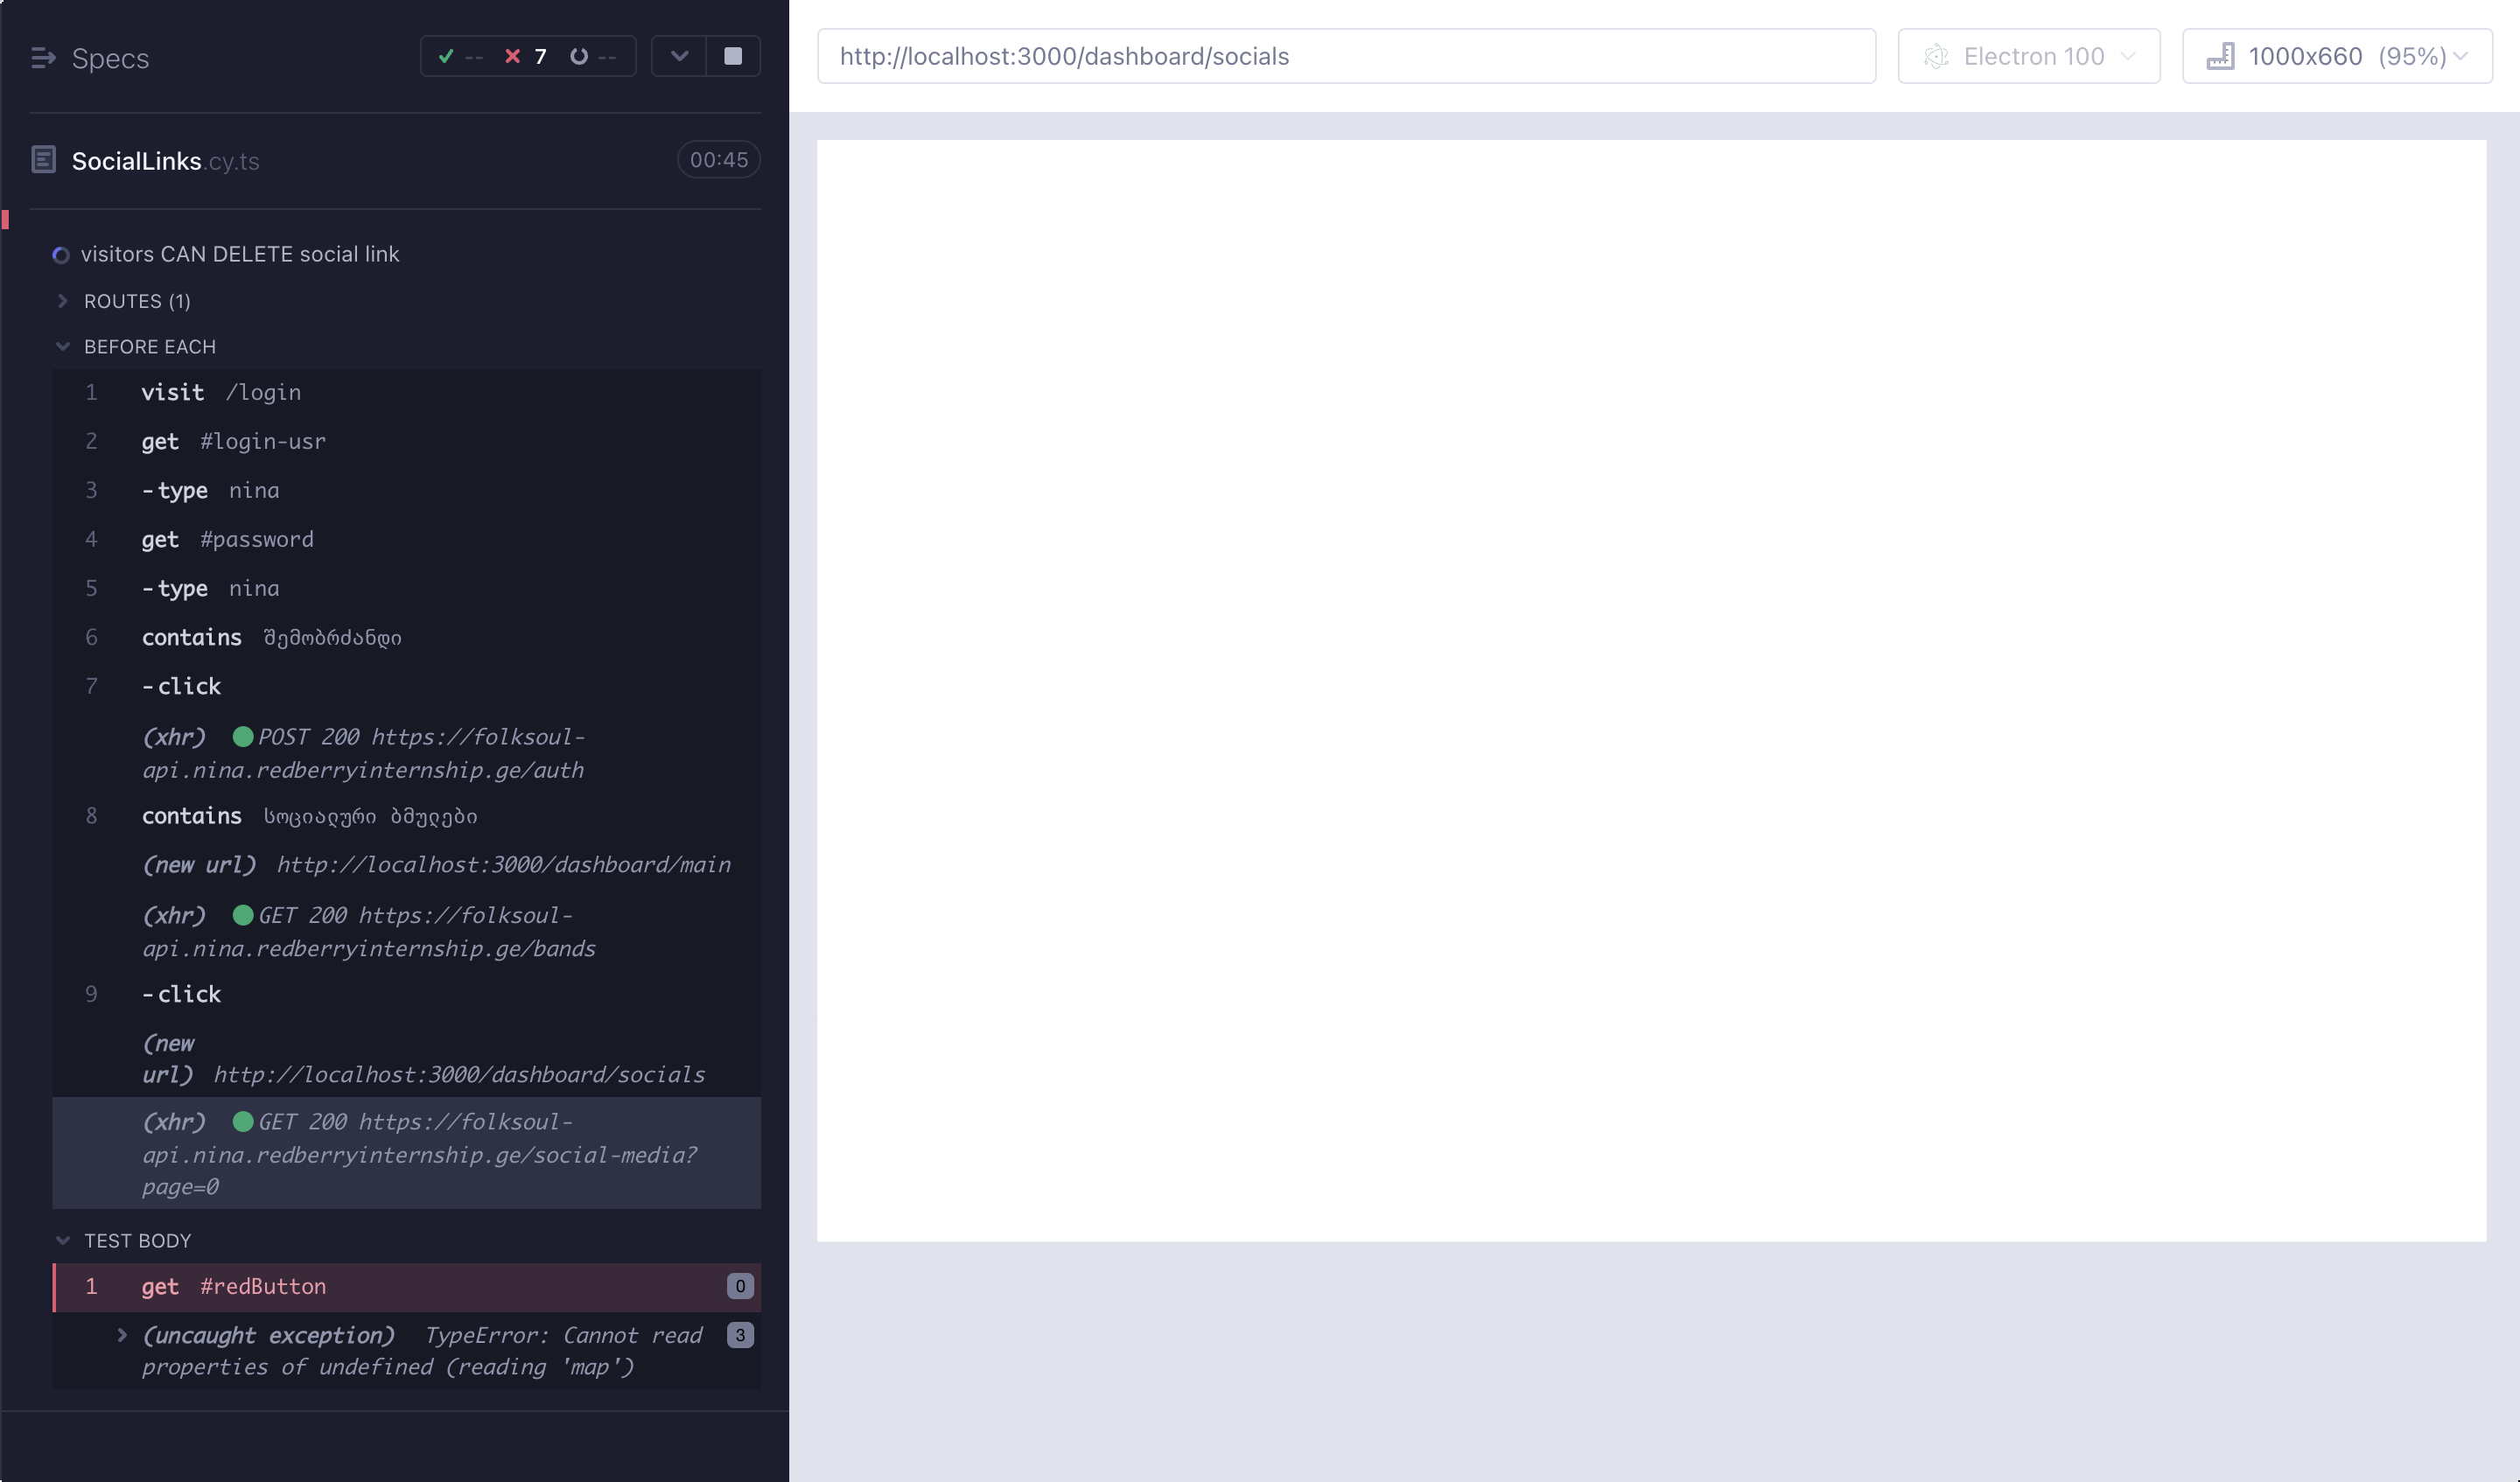 Specs
-- 7 --
SocialLinks.cy.ts
00:45
visitors CAN DELETE social link
ROUTES (1)
BEFORE EACH
1 visit /login
2 get #login-usr
3 -type nina
4 get #password
5 -type nina
6 contains შემობრძანდი
7 -click
(xhr) POST 200 https://folksoul-
api.nina.redberryinternship.ge/auth
8 contains სოციალური ბმულები
(new url) http://localhost:3000/dashboard/main
(xhr) GET 200 https://folksoul-
api.nina.redberryinternship.ge/bands
9 -click
(new
url) http://localhost:3000/dashboard/socials
(xhr) GET 200 https://folksoul-
api.nina.redberryinternship.ge/social-media?
page=0
TEST BODY
1 get #redButton 0
(uncaught exception) TypeError: Cannot read 3
properties of undefined (reading 'map')
http://localhost:3000/dashboard/socials
Electron 100
1000x660 (95%)